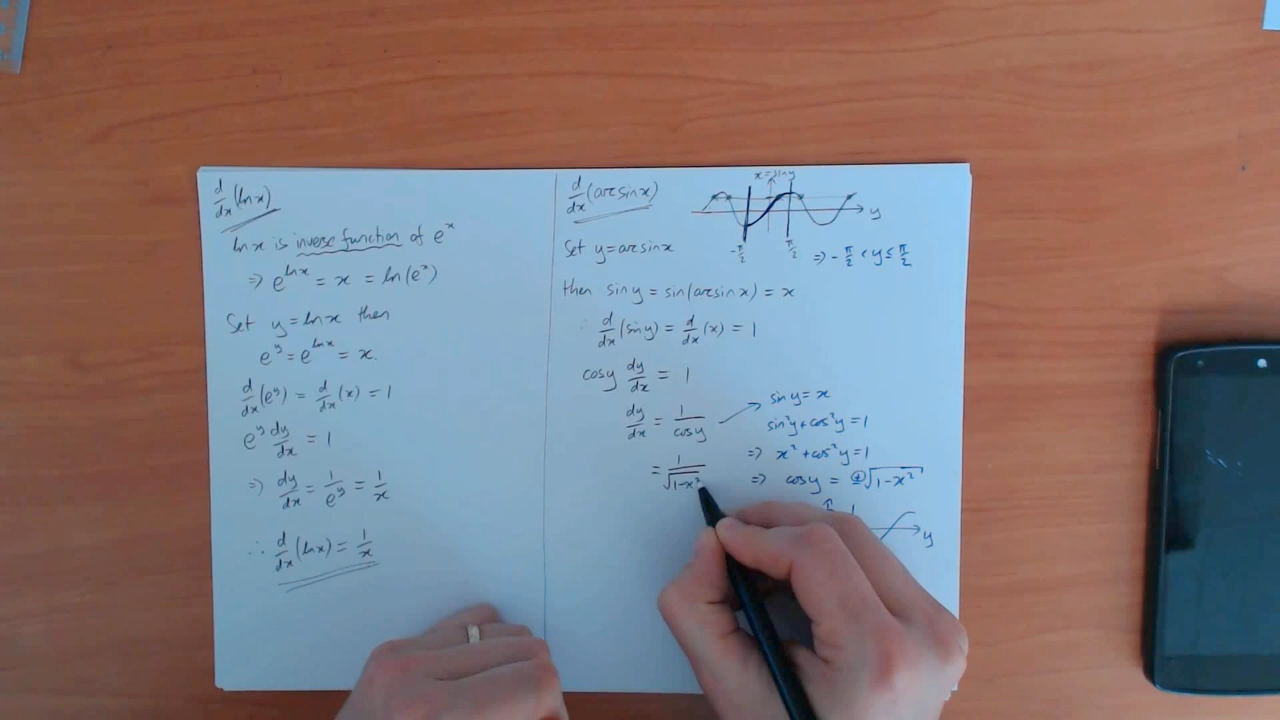 d/dx (ln x)
ln x is inverse function of e^x
⇒ e^{ln x} = x = ln(e^x)
Set y = ln x then
e^y = e^{ln x} = x.
d/dx (e^y) = d/dx (x) = 1
e^y dy/dx = 1
⇒ dy/dx = 1/e^y = 1/x
∴ d/dx (ln x) = 1/x
d/dx (arcsin x)
x = sin y
y
-π/2
π/2
Set y = arcsin x
⇒ -π/2 < y ≤ π/2
then sin y = sin(arcsin x) = x
∴ d/dx (sin y) = d/dx (x) = 1
cos y dy/dx = 1
dy/dx = 1/cos y
= 1/√(1-x²)
sin y = x
sin²y + cos²y = 1
⇒ x² + cos²y = 1
⇒ cos y = ±√(1-x²)
y